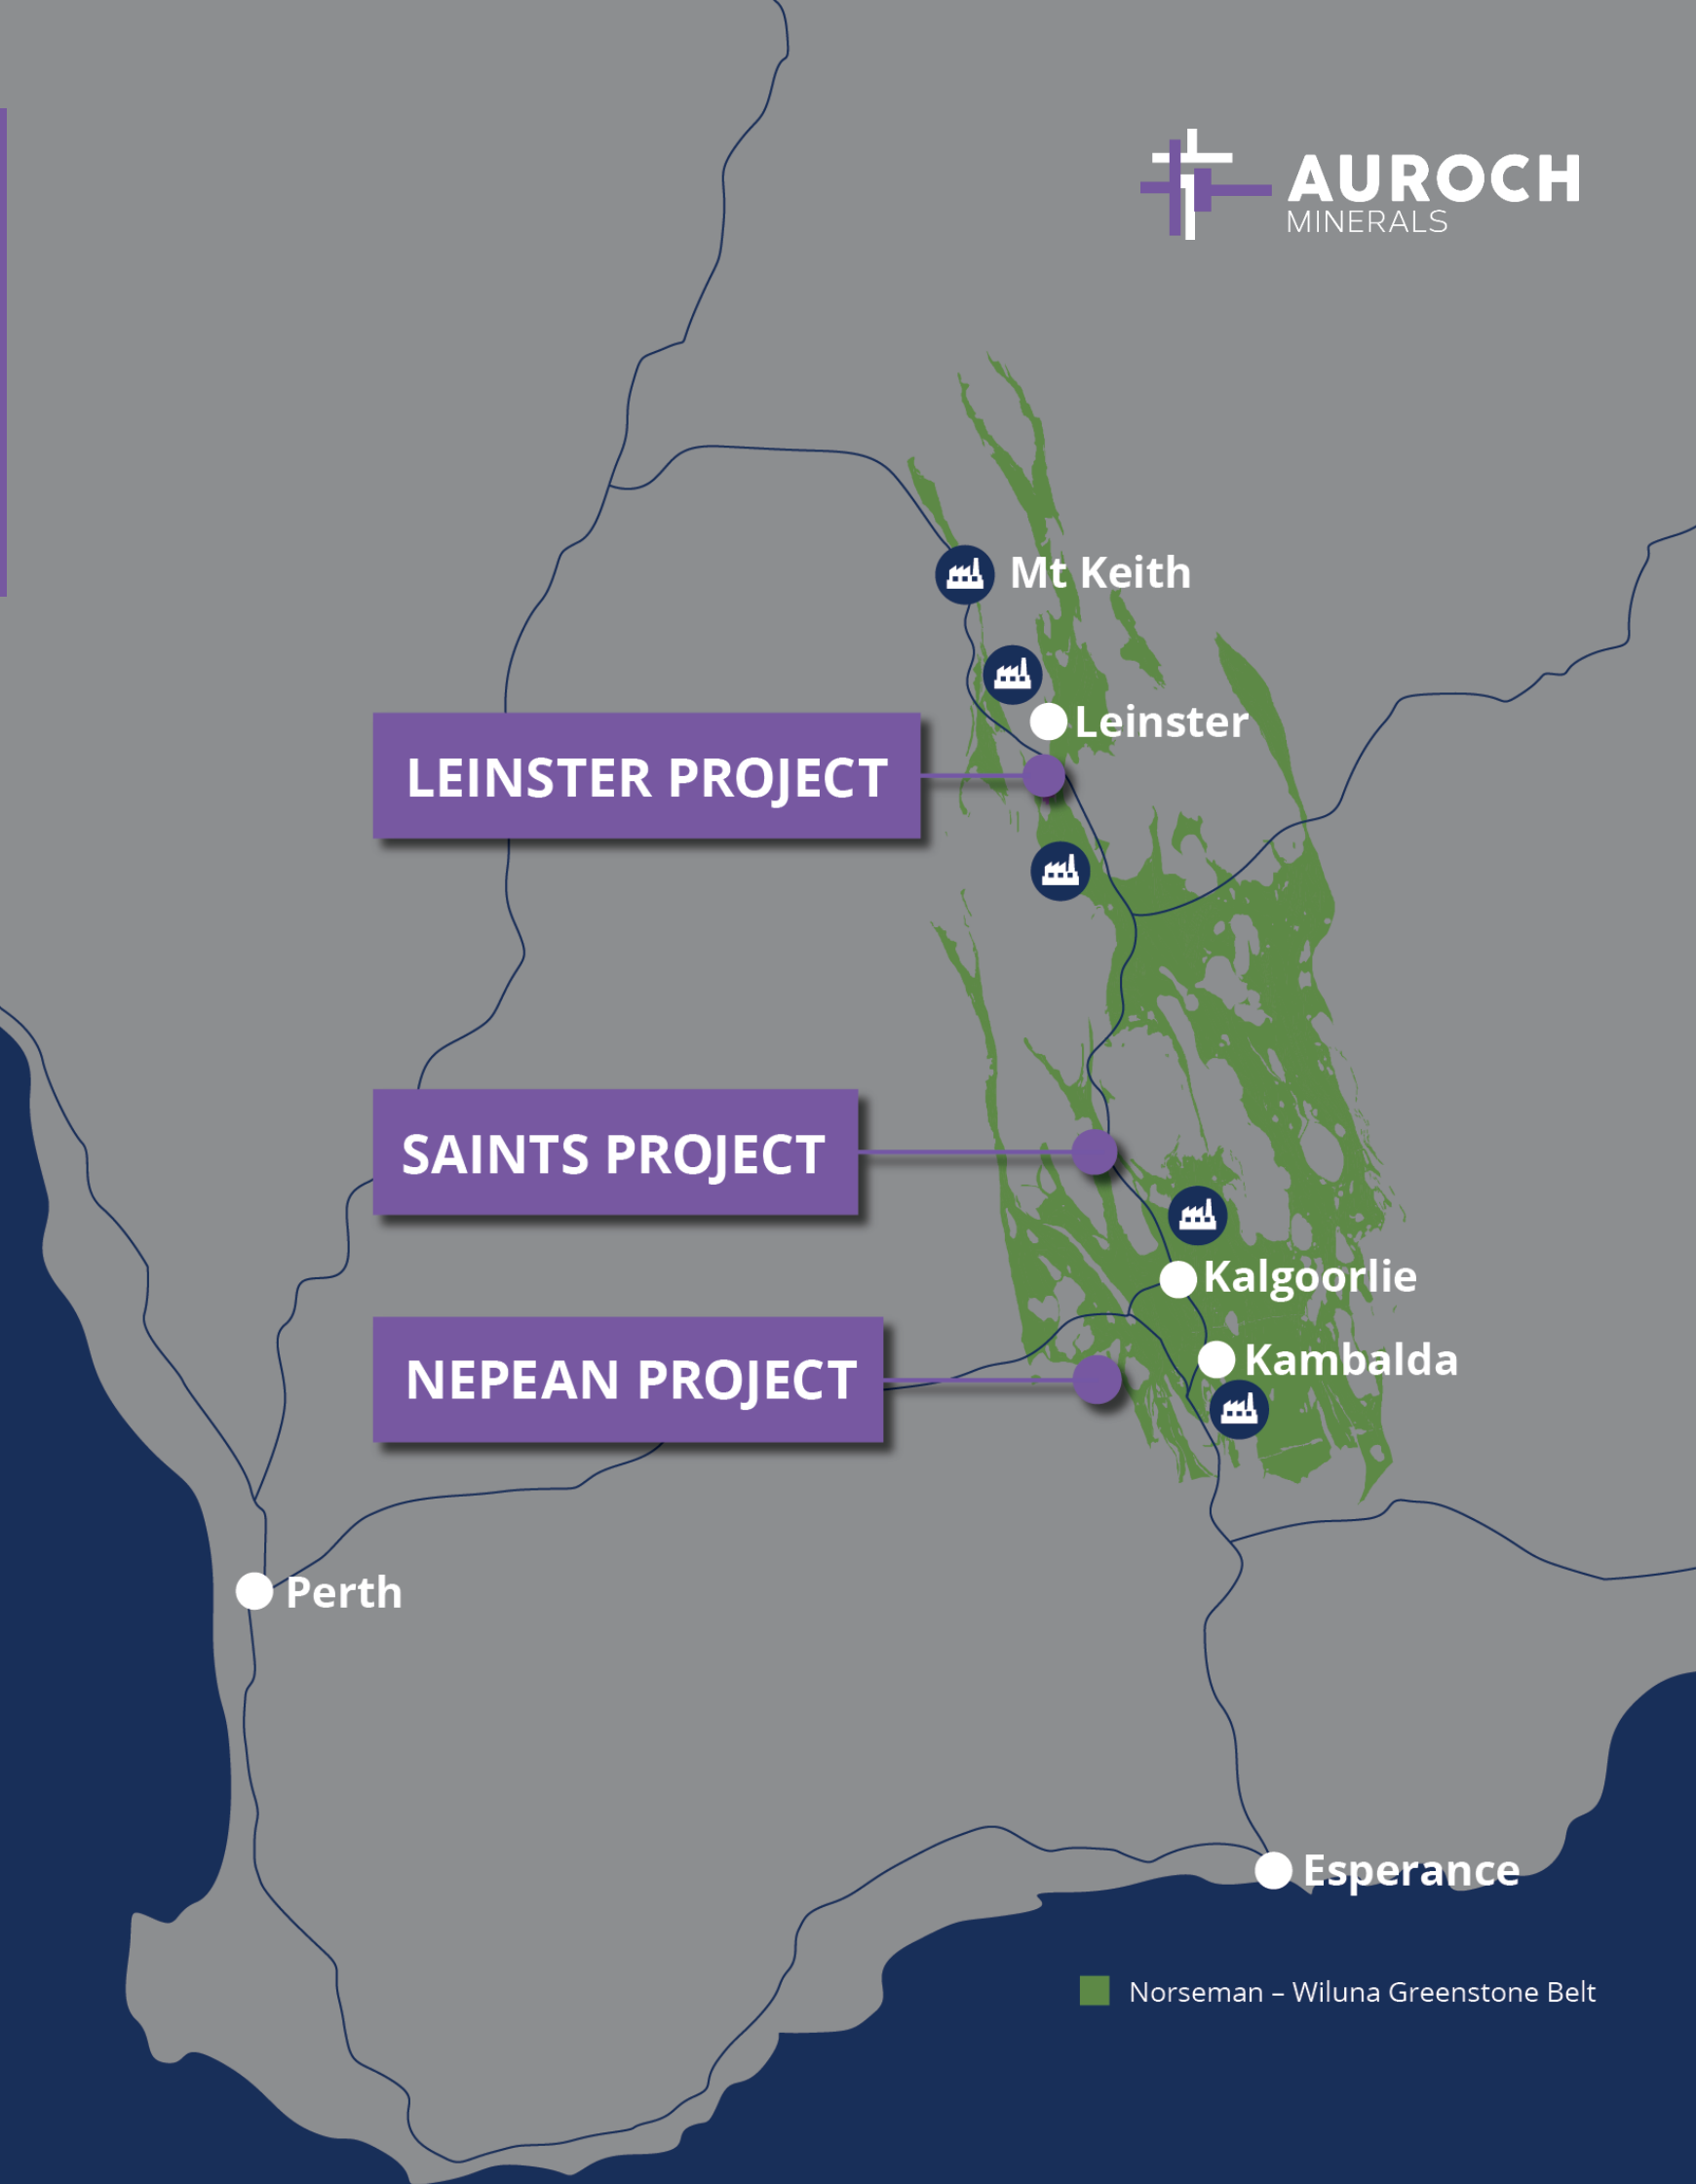 AUROCH
MINERALS
Mt Keith
Leinster
LEINSTER PROJECT
SAINTS PROJECT
Kalgoorlie
Kambalda
NEPEAN PROJECT
Perth
Esperance
Norseman – Wiluna Greenstone Belt